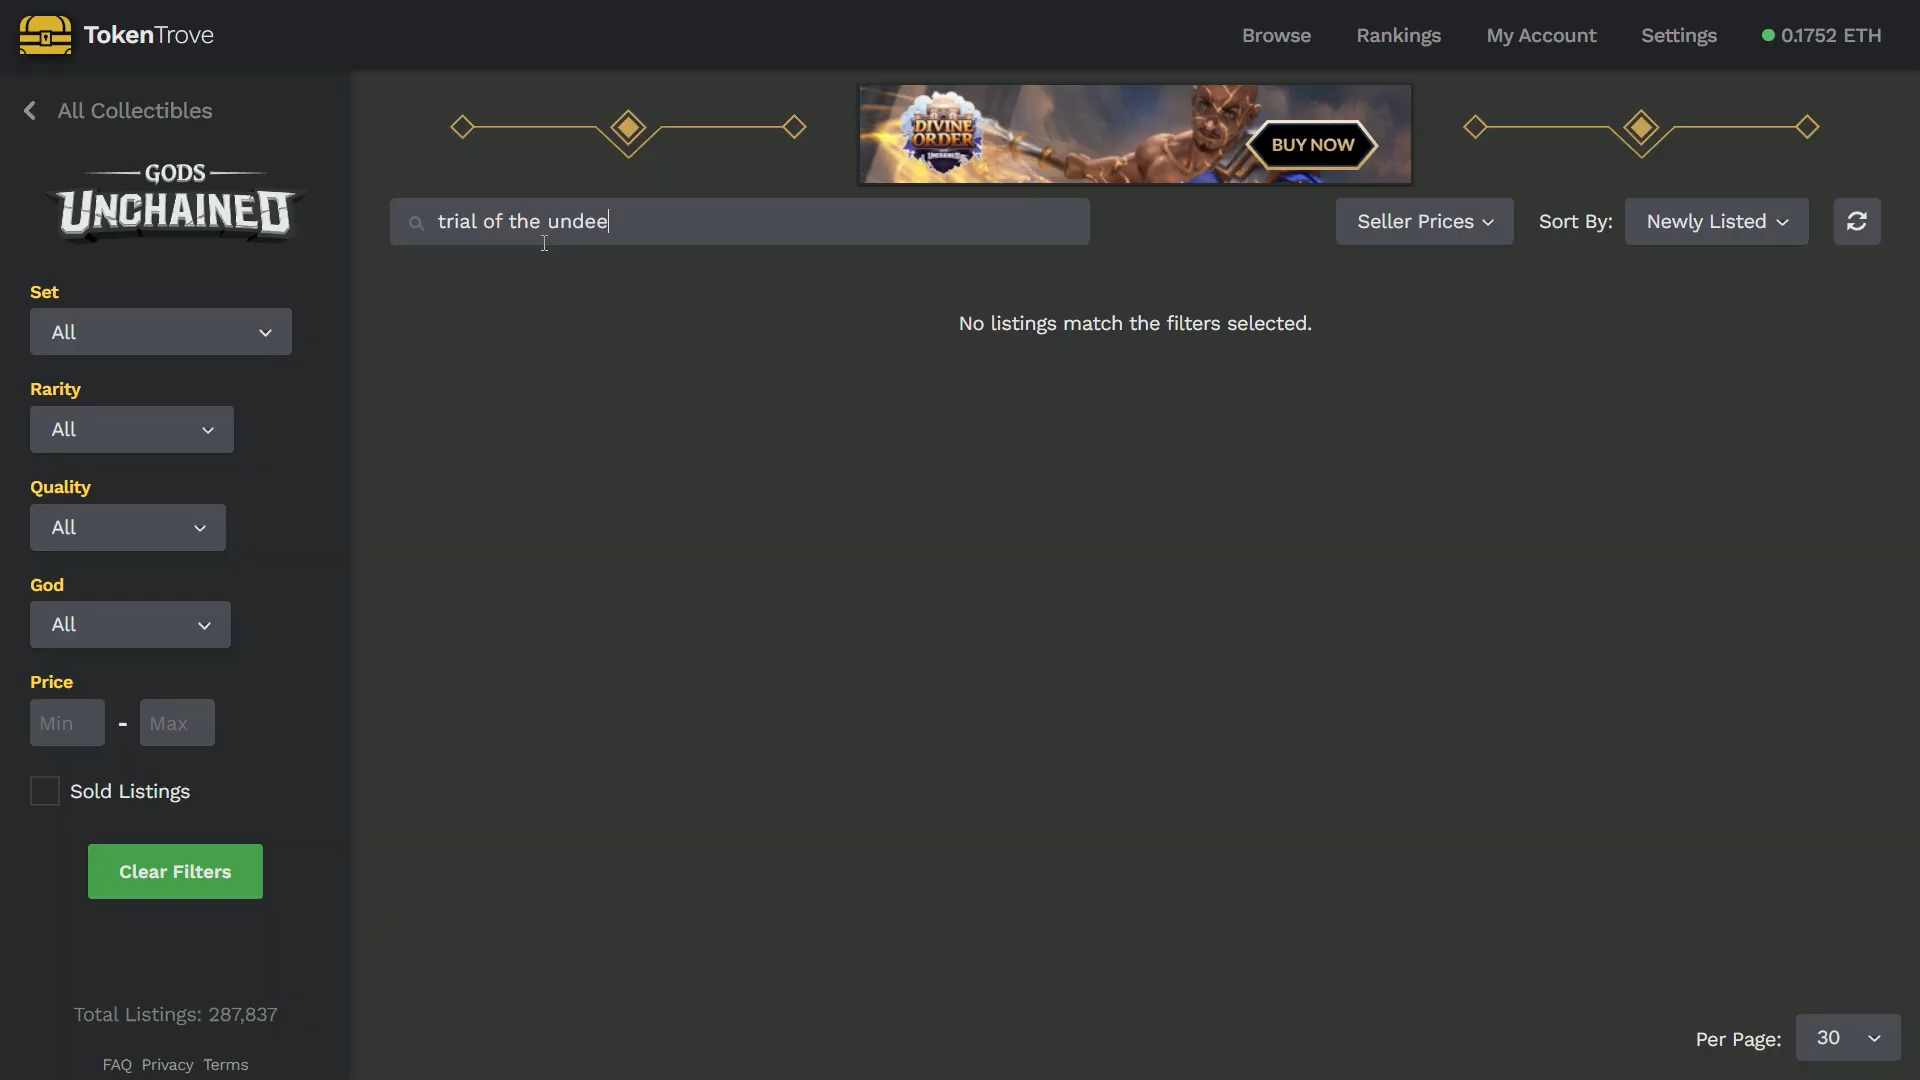 TokenTrove
Browse
Rankings
My Account
Settings
0.1752 ETH
All Collectibles
GODS
UNCHAINED
DIVINE
ORDER
UNCHAINED
BUY NOW
trial of the undee
Seller Prices
Sort By:
Newly Listed
No listings match the filters selected.
Set
All
Rarity
All
Quality
All
God
All
Price
Min
-
Max
Sold Listings
Clear Filters
Total Listings: 287,837
FAQ Privacy Terms
Per Page:
30